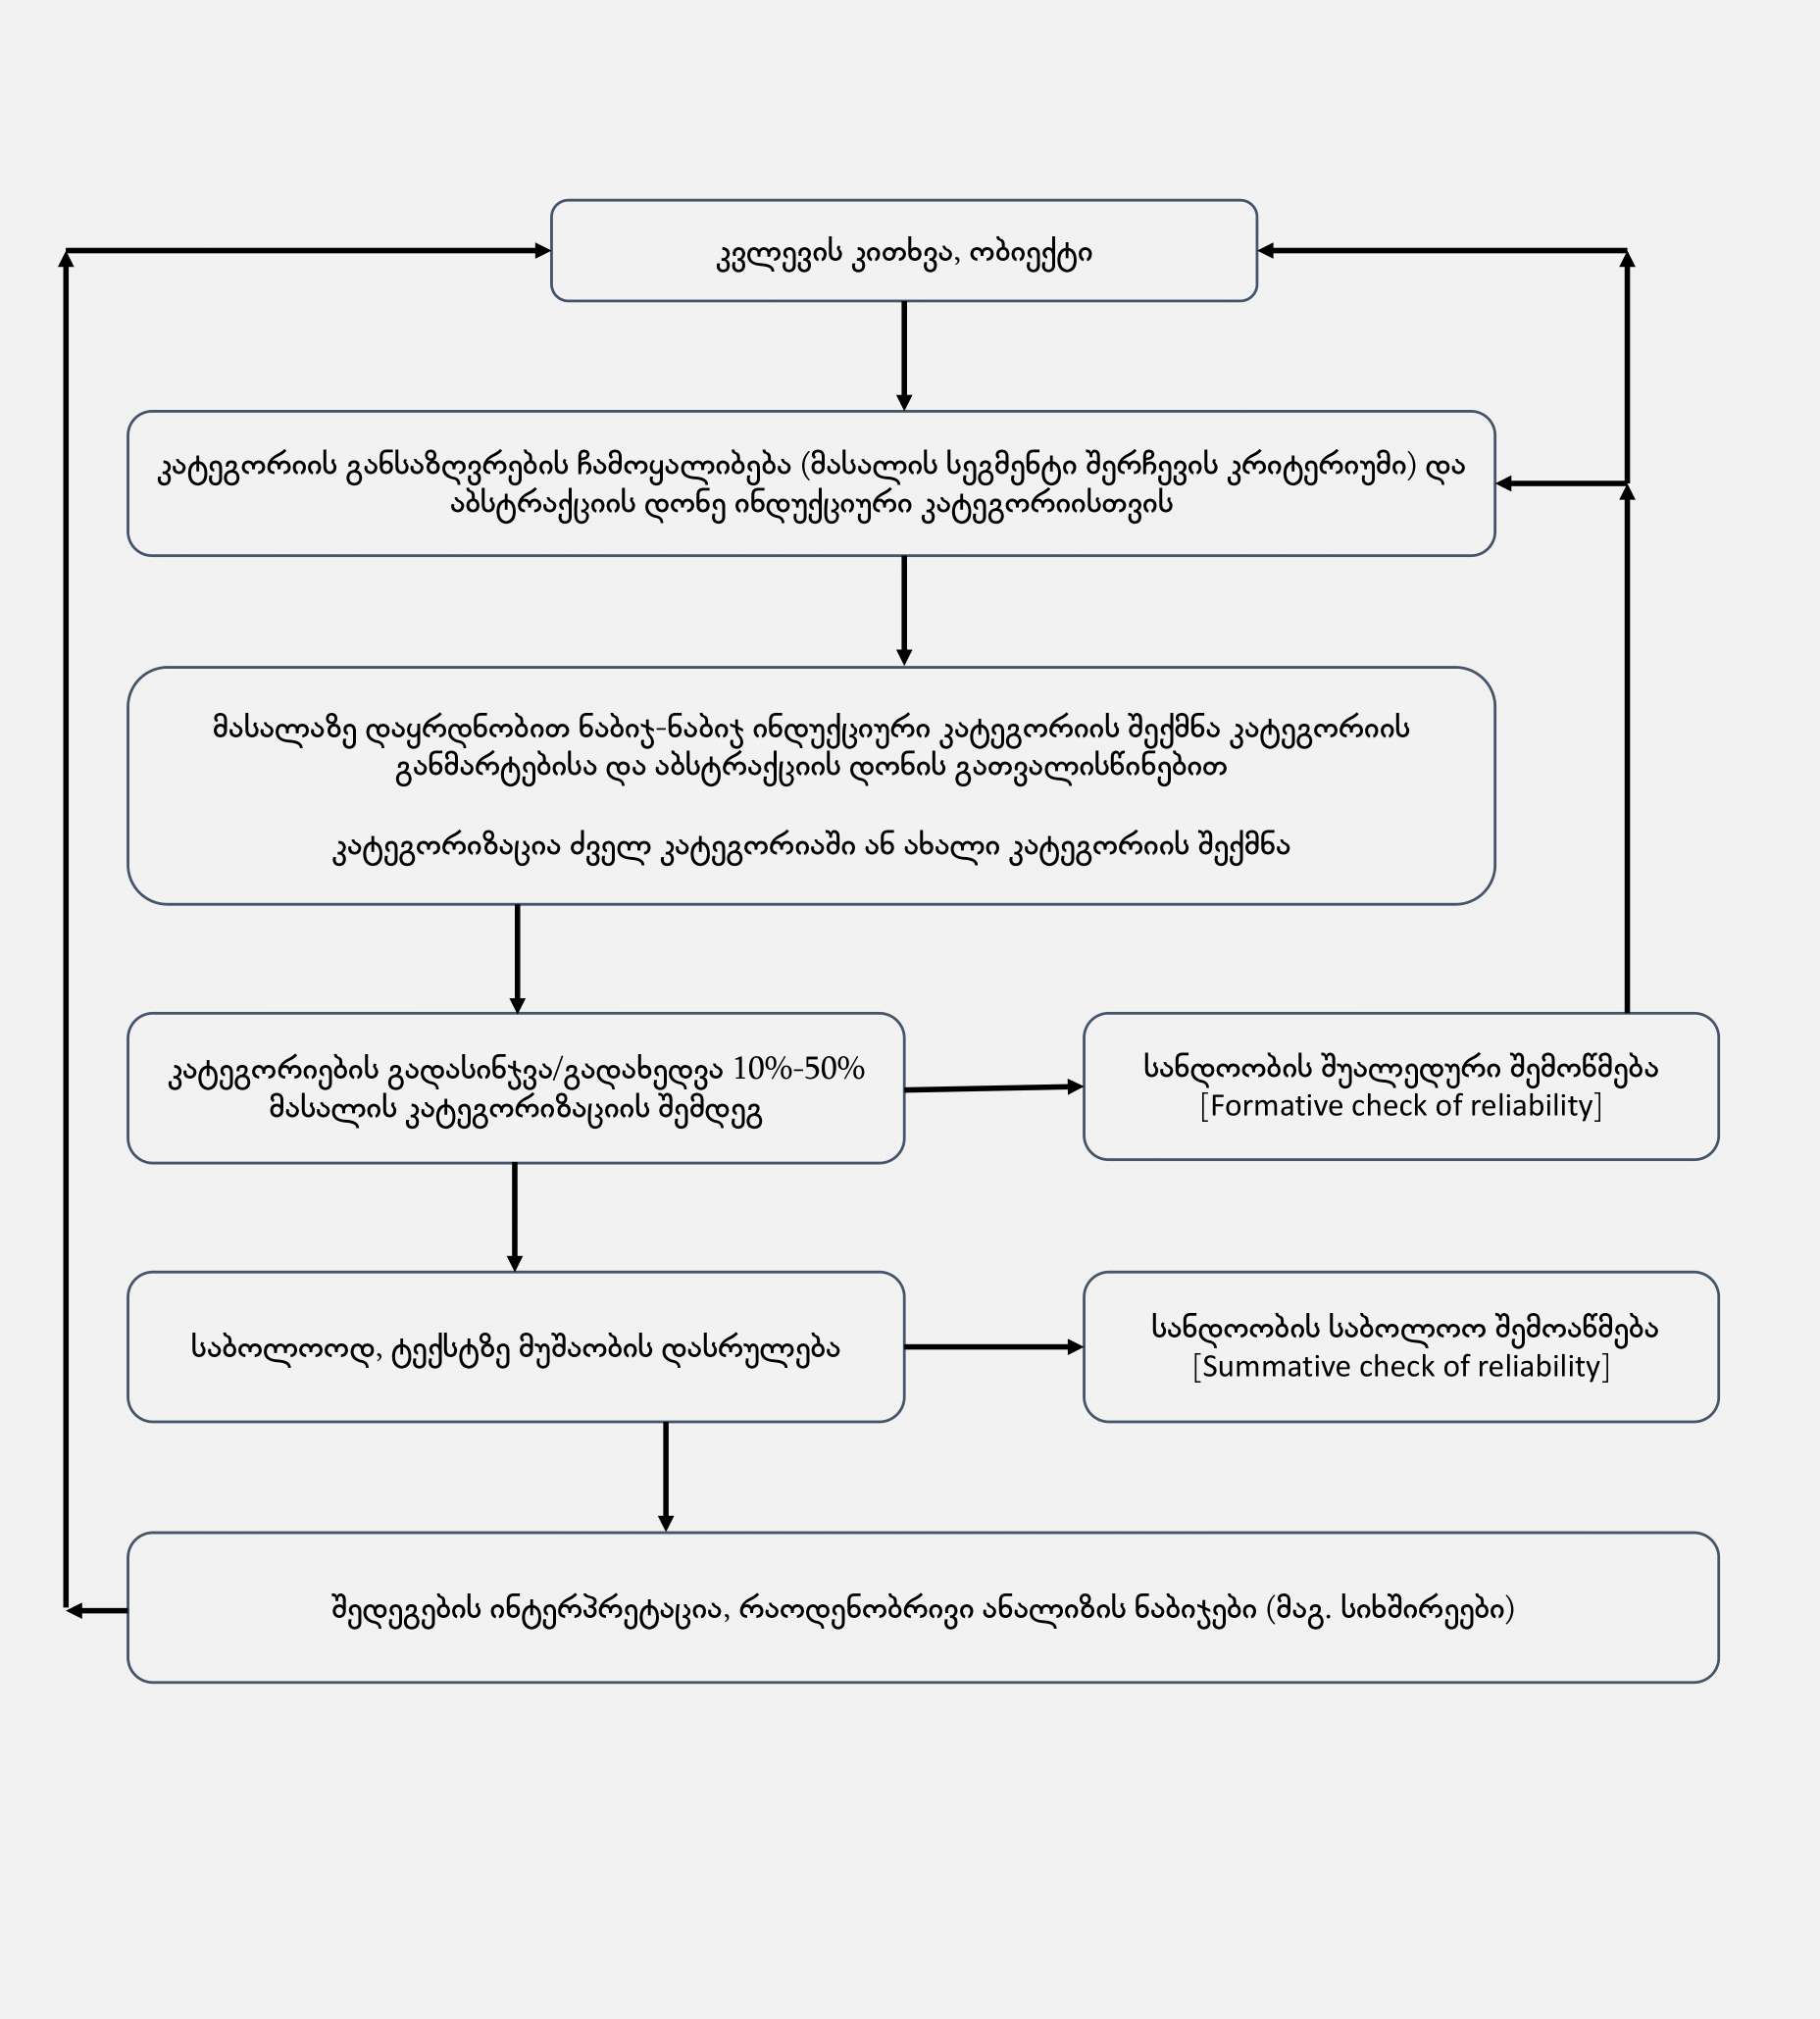 კვლევის კითხვა, ობიექტი
კატეგორიის განსაზღვრების ჩამოყალიბება (მასალის სეგმენტი შერჩევის კრიტერიუმი) და
აბსტრაქციის დონე ინდუქციური კატეგორიისთვის
მასალაზე დაყრდნობით ნაბიჯ-ნაბიჯ ინდუქციური კატეგორიის შექმნა კატეგორიის
განმარტებისა და აბსტრაქციის დონის გათვალისწინებით
კატეგორიზაცია ძველ კატეგორიაში ან ახალი კატეგორიის შექმნა
კატეგორიების გადასინჯვა/გადახედვა 10%-50%
მასალის კატეგორიზაციის შემდეგ
სანდოობის შუალედური შემოწმება
[Formative check of reliability]
საბოლოოდ, ტექსტზე მუშაობის დასრულება
სანდოობის საბოლოო შემოაწმება
[Summative check of reliability]
შედეგების ინტერპრეტაცია, რაოდენობრივი ანალიზის ნაბიჯები (მაგ. სიხშირეები)